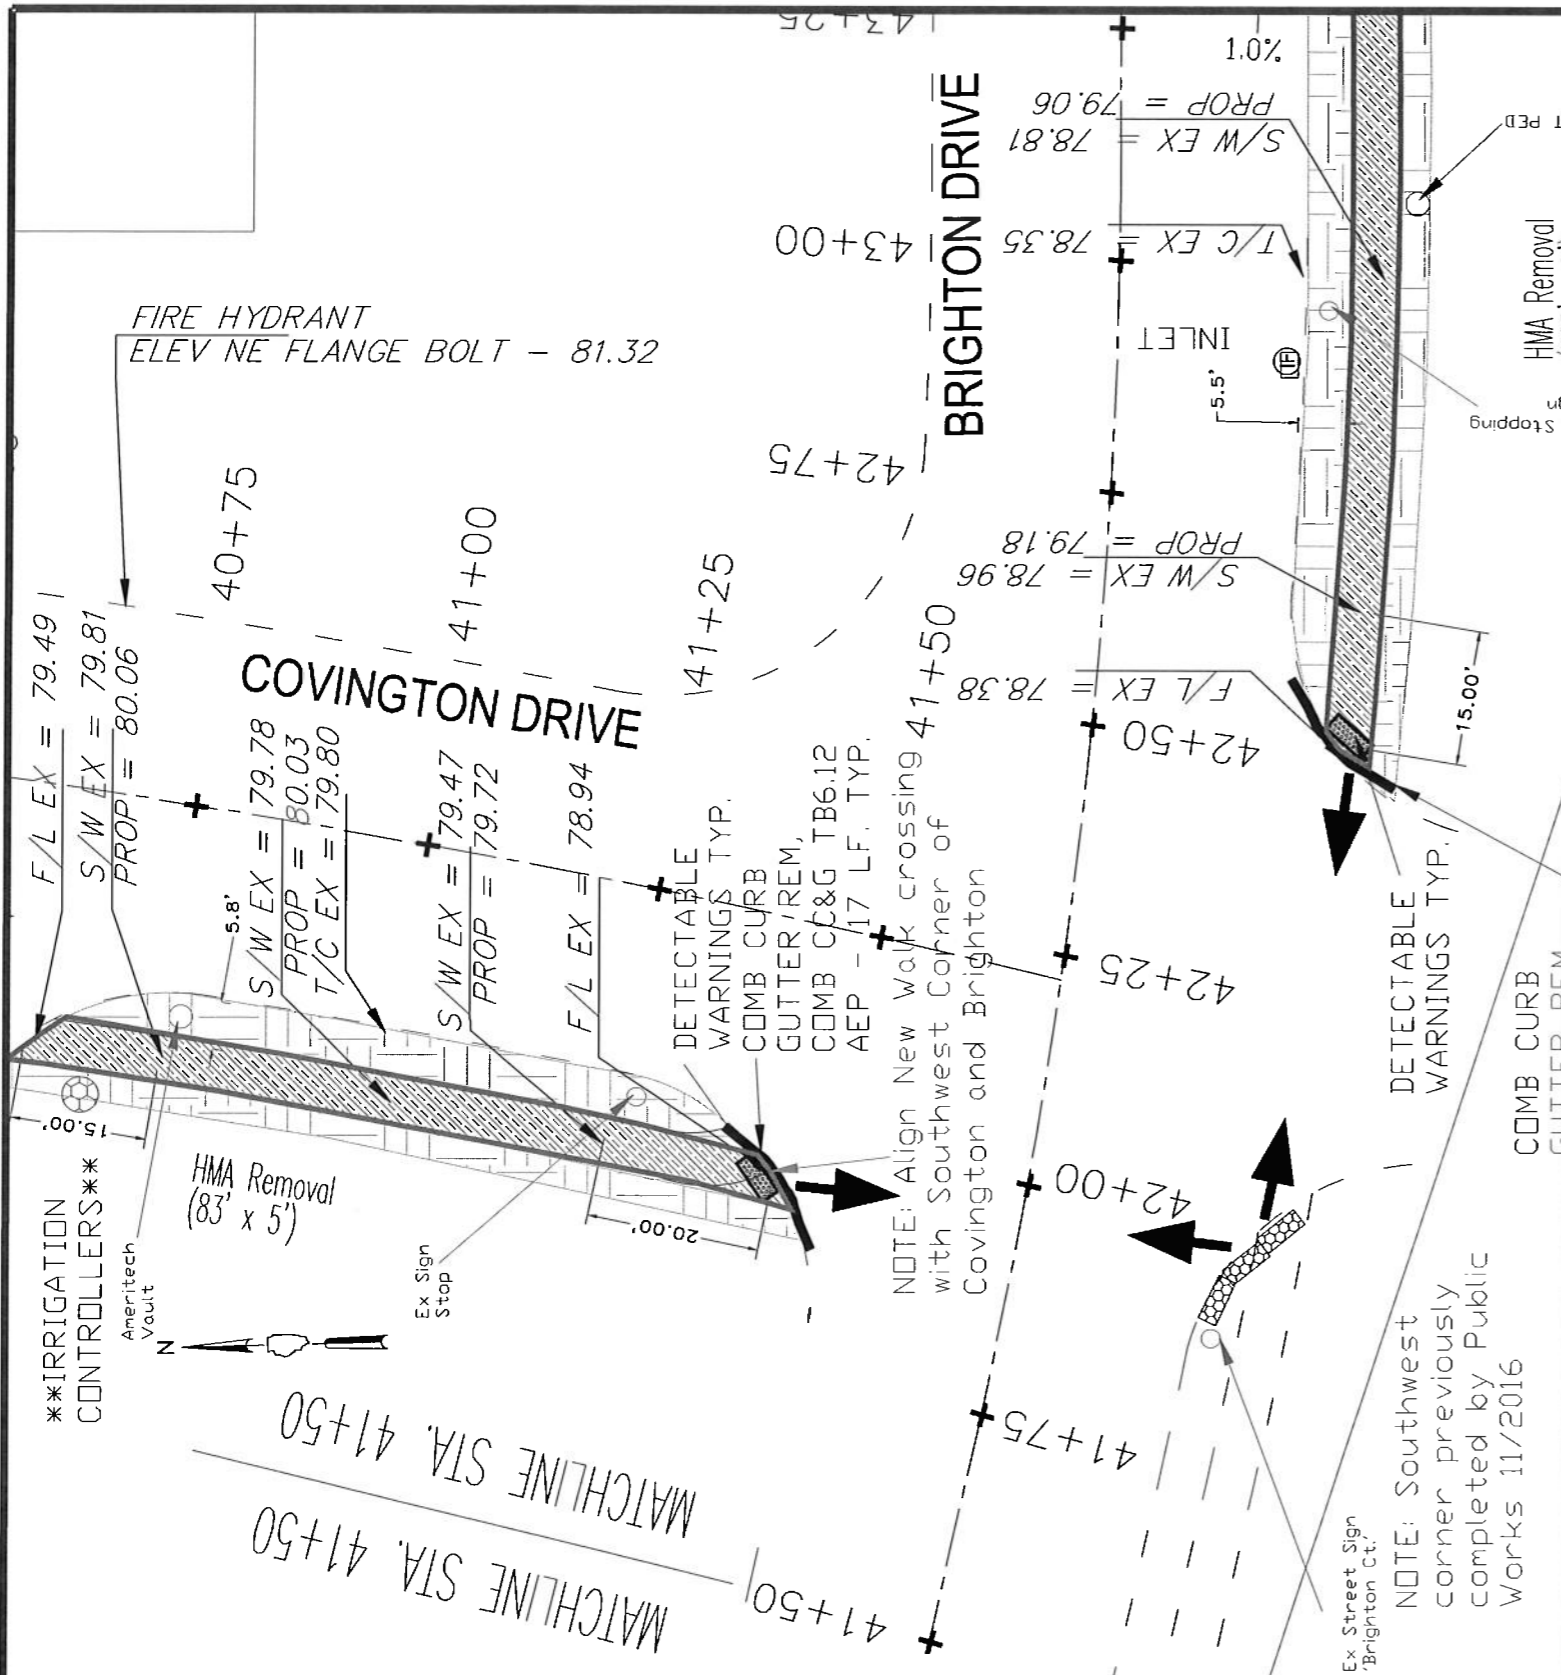 43+25
1.0%
S/W EX = 78.81
PROP = 79.06
T/C EX = 78.35
43+00
BRIGHTON DRIVE
INLET
5.5'
HMA Removal
Stopping
PED
FIRE HYDRANT
ELEV NE FLANGE BOLT - 81.32
42+75
40+75
41+00
41+25
41+50
COVINGTON DRIVE
F/L EX = 79.49
S/W EX = 79.81
PROP = 80.06
S/W EX = 79.78
PROP = 80.03
T/C EX = 79.80
S/W EX = 79.47
PROP = 79.72
F/L EX = 78.94
5.8'
S/W EX = 78.96
PROP = 79.18
F/L EX = 78.38
42+50
15.00'
DETECTABLE
WARNINGS TYP.
COMB CURB
GUTTER REM,
COMB CC&G TB6.12
AEP - 17 LF. TYP.
NOTE: Align New Walk crossing
with Southwest Corner of
Covington and Brighton
42+25
DETECTABLE
WARNINGS TYP.
COMB CURB
GUTTER REM
15.00'
**IRRIGATION
CONTROLLERS**
Ameritech
Vault
HMA Removal
(83' x 5')
Ex Sign
Stop
20.00'
N
42+00
41+75
MATCHLINE STA. 41+50
MATCHLINE STA. 41+50
41+50
Ex Street Sign
'Brighton Ct.'
NOTE: Southwest
corner previously
completed by Public
Works 11/2016